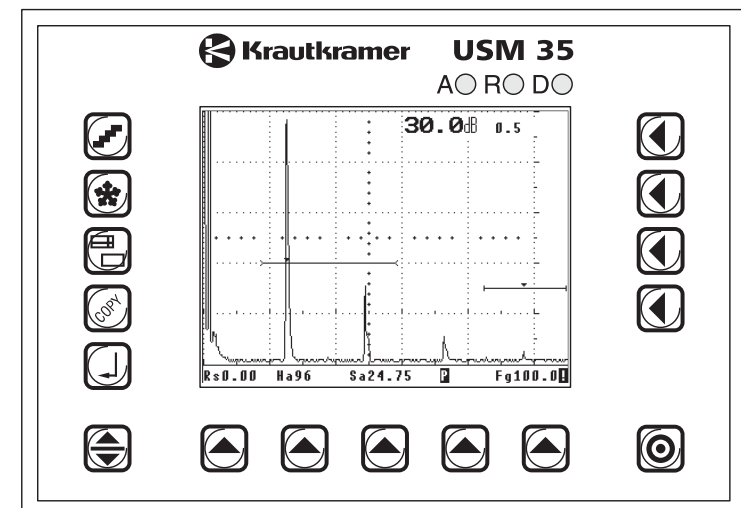 Krautkramer USM 35
A R D
30.0dB 0.5
COPY
Rs0.00 Ha96 Sa24.75 P Fg100.0!